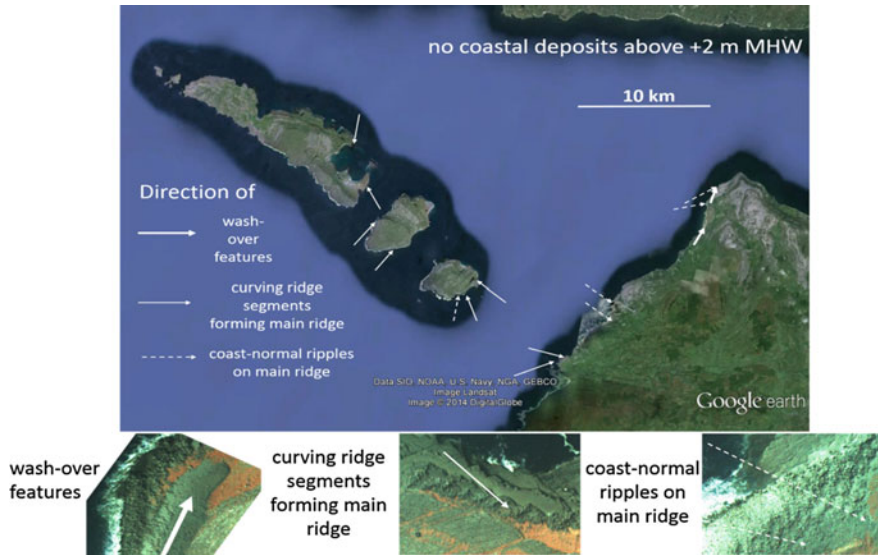 no coastal deposits above +2 m MHW
10 km
Direction of
wash-
over
features
curving ridge
segments
forming main ridge
coast-normal ripples
on main ridge
Data SIO, NOAA, U.S. Navy, NGA, GEBCO
Image Landsat
Image © 2014 DigitalGlobe
Google earth
wash-over
features
curving ridge
segments
forming main
ridge
coast-normal
ripples on
main ridge